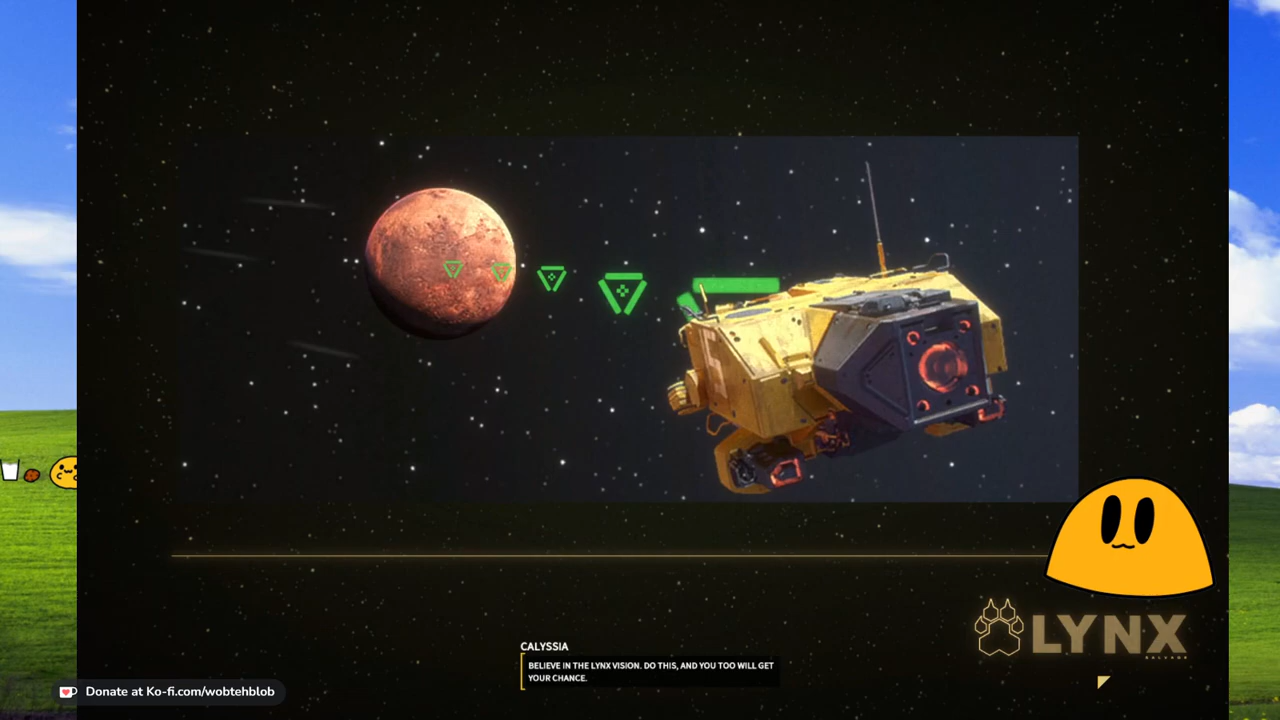 CALYSSIA
BELIEVE IN THE LYNX VISION. DO THIS, AND YOU TOO WILL GET
YOUR CHANCE.
LYNX
SALVAGE
Donate at Ko-fi.com/wobtehblob